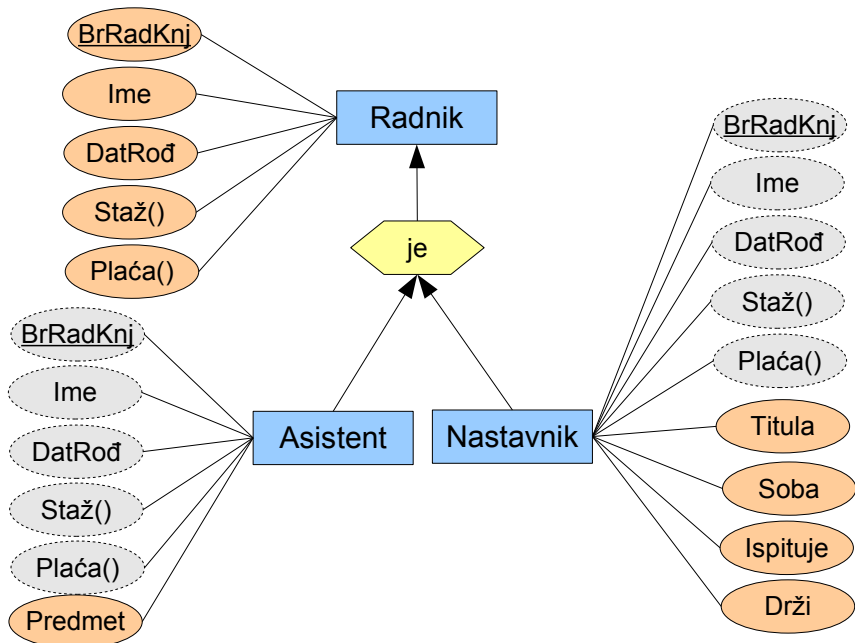 BrRadKnj
Ime
DatRođ
Staž()
Plaća()
Radnik
je
BrRadKnj
Ime
DatRođ
Staž()
Plaća()
Predmet
Asistent
Nastavnik
BrRadKnj
Ime
DatRođ
Staž()
Plaća()
Titula
Soba
Ispituje
Drži